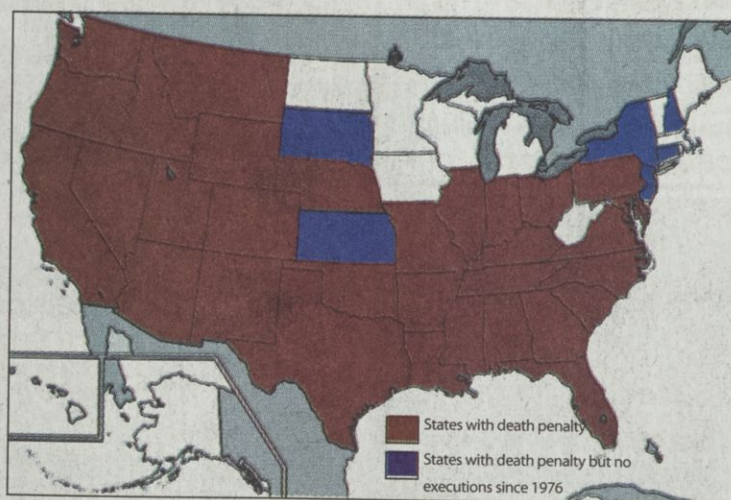 States with death penalty
States with death penalty but no
executions since 1976